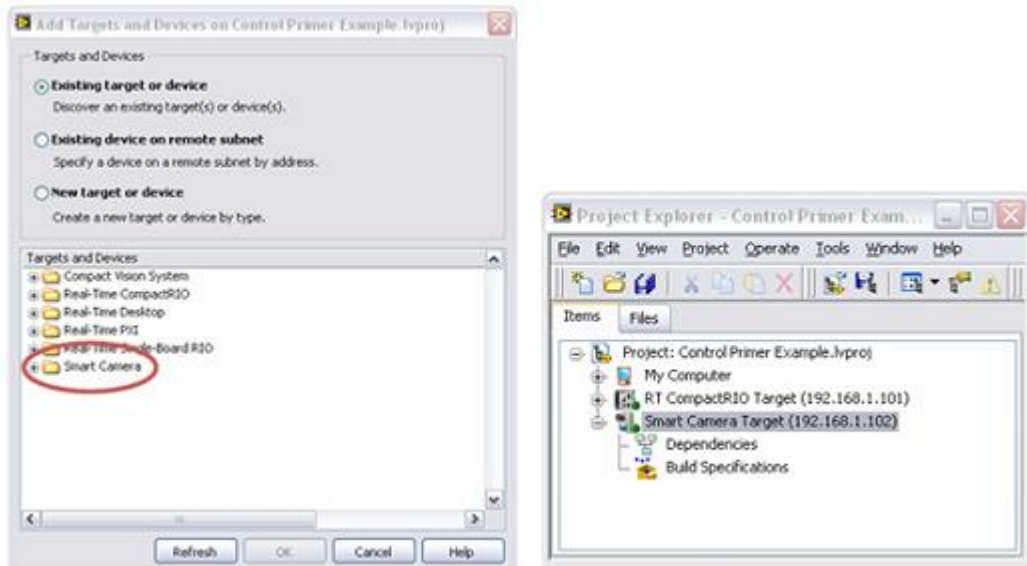 Add Targets and Devices on Control Primer Example.lvproj
Targets and Devices
Existing target or device
Discover an existing target(s) or device(s).
Existing device on remote subnet
Specify a device on a remote subnet by address.
New target or device
Create a new target or device by type.
Targets and Devices
Compact Vision System
Real-Time CompactRIO
Real-Time Desktop
Real-Time PXI
Real-Time Single-Board RIO
Smart Camera
Refresh OK Cancel Help
Project Explorer - Control Primer Exam...
File Edit View Project Operate Tools Window Help
Items Files
Project: Control Primer Example.lvproj
My Computer
RT CompactRIO Target (192.168.1.101)
Smart Camera Target (192.168.1.102)
Dependencies
Build Specifications